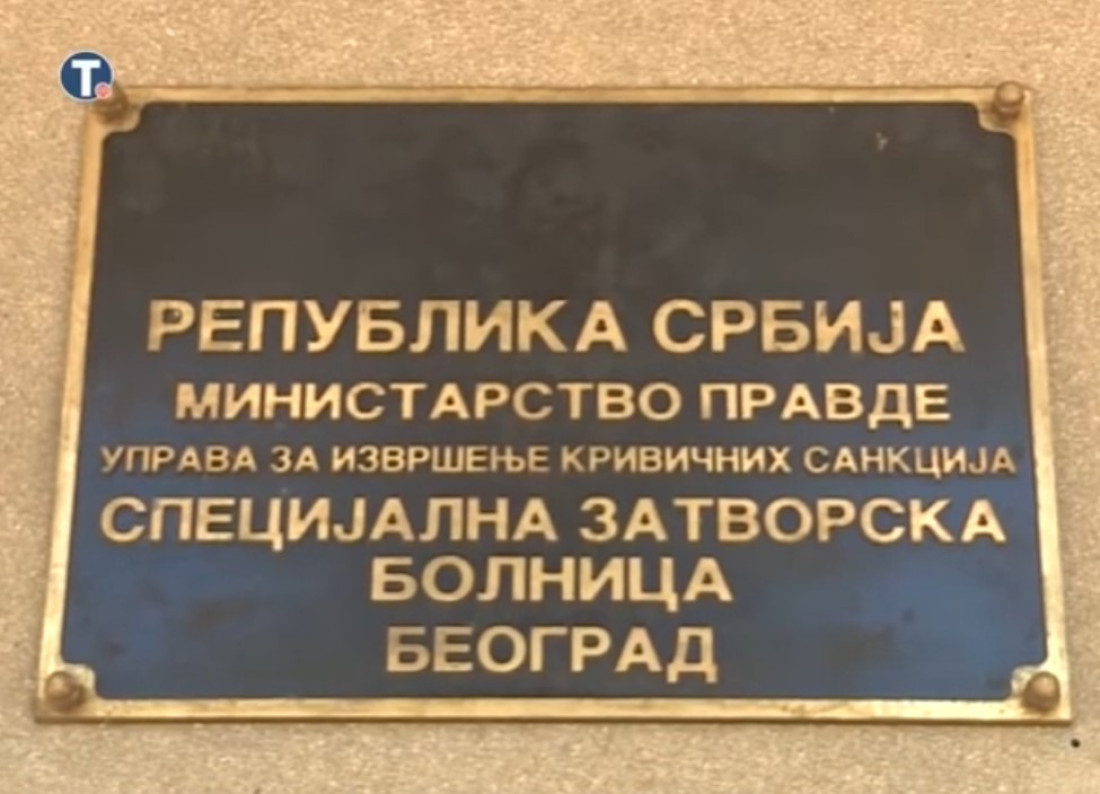 Т.
РЕПУБЛИКА СРБИЈА
МИНИСТАРСТВО ПРАВДЕ
УПРАВА ЗА ИЗВРШЕЊЕ КРИВИЧНИХ САНКЦИЈА
СПЕЦИЈАЛНА ЗАТВОРСКА
БОЛНИЦА
БЕОГРАД